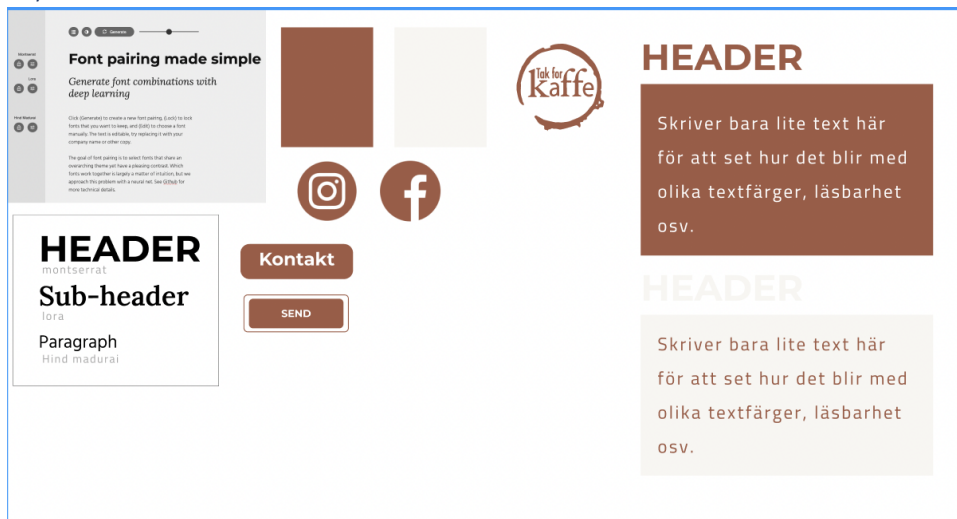 Generate
Montserrat
Lora
Hind Madurai
Font pairing made simple
Generate font combinations with
deep learning
Click (Generate) to create a new font pairing, (Lock) to lock
fonts that you want to keep, and (Edit) to choose a font
manually. The text is editable, try replacing it with your
company name or other copy.
The goal of font pairing is to select fonts that share an
overarching theme yet have a pleasing contrast. Which
fonts work together is largely a matter of intuition, but we
approach this problem with a neural net. See Github for
more technical details.
HEADER
montserrat
Sub-header
lora
Paragraph
Hind madurai
Kontakt
SEND
Tak for
kaffe
HEADER
Skriver bara lite text här
för att set hur det blir med
olika textfärger, läsbarhet
osv.
HEADER
Skriver bara lite text här
för att set hur det blir med
olika textfärger, läsbarhet
osv.